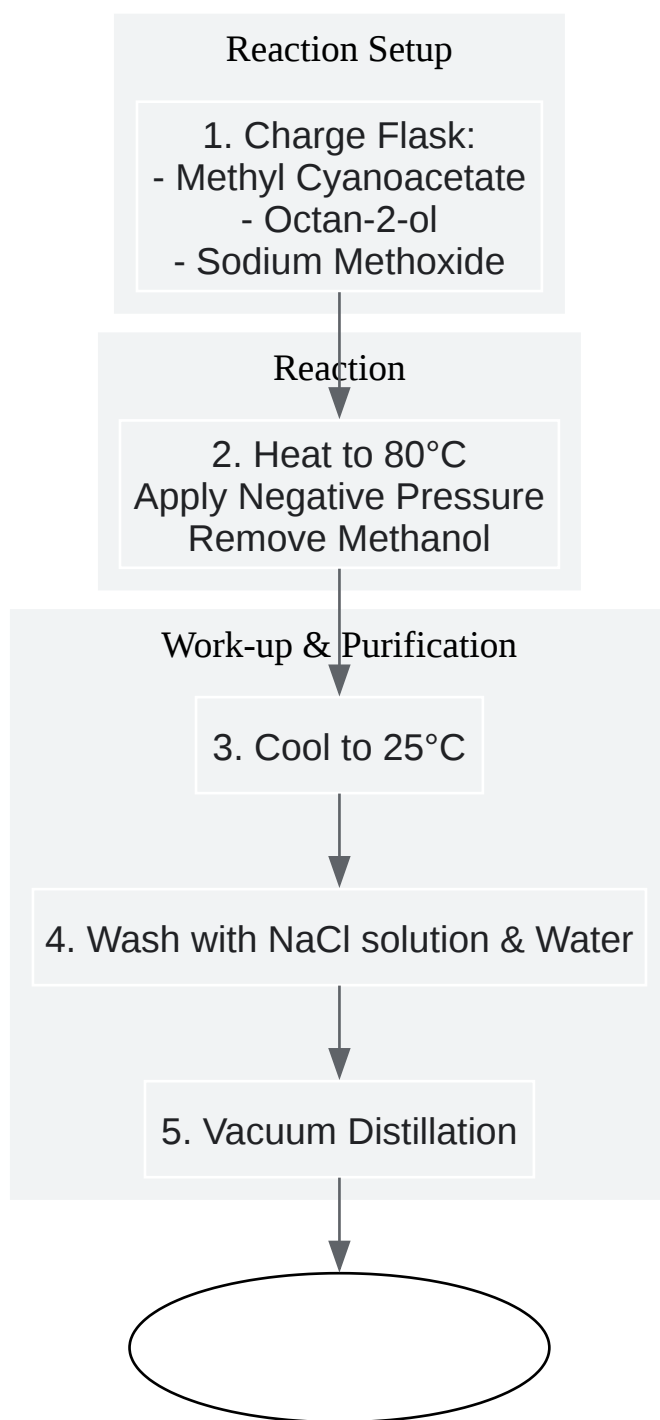 Reaction Setup
1. Charge Flask:
- Methyl Cyanoacetate
- Octan-2-ol
- Sodium Methoxide
Reaction
2. Heat to 80°C
Apply Negative Pressure
Remove Methanol
Work-up & Purification
3. Cool to 25°C
4. Wash with NaCl solution & Water
5. Vacuum Distillation